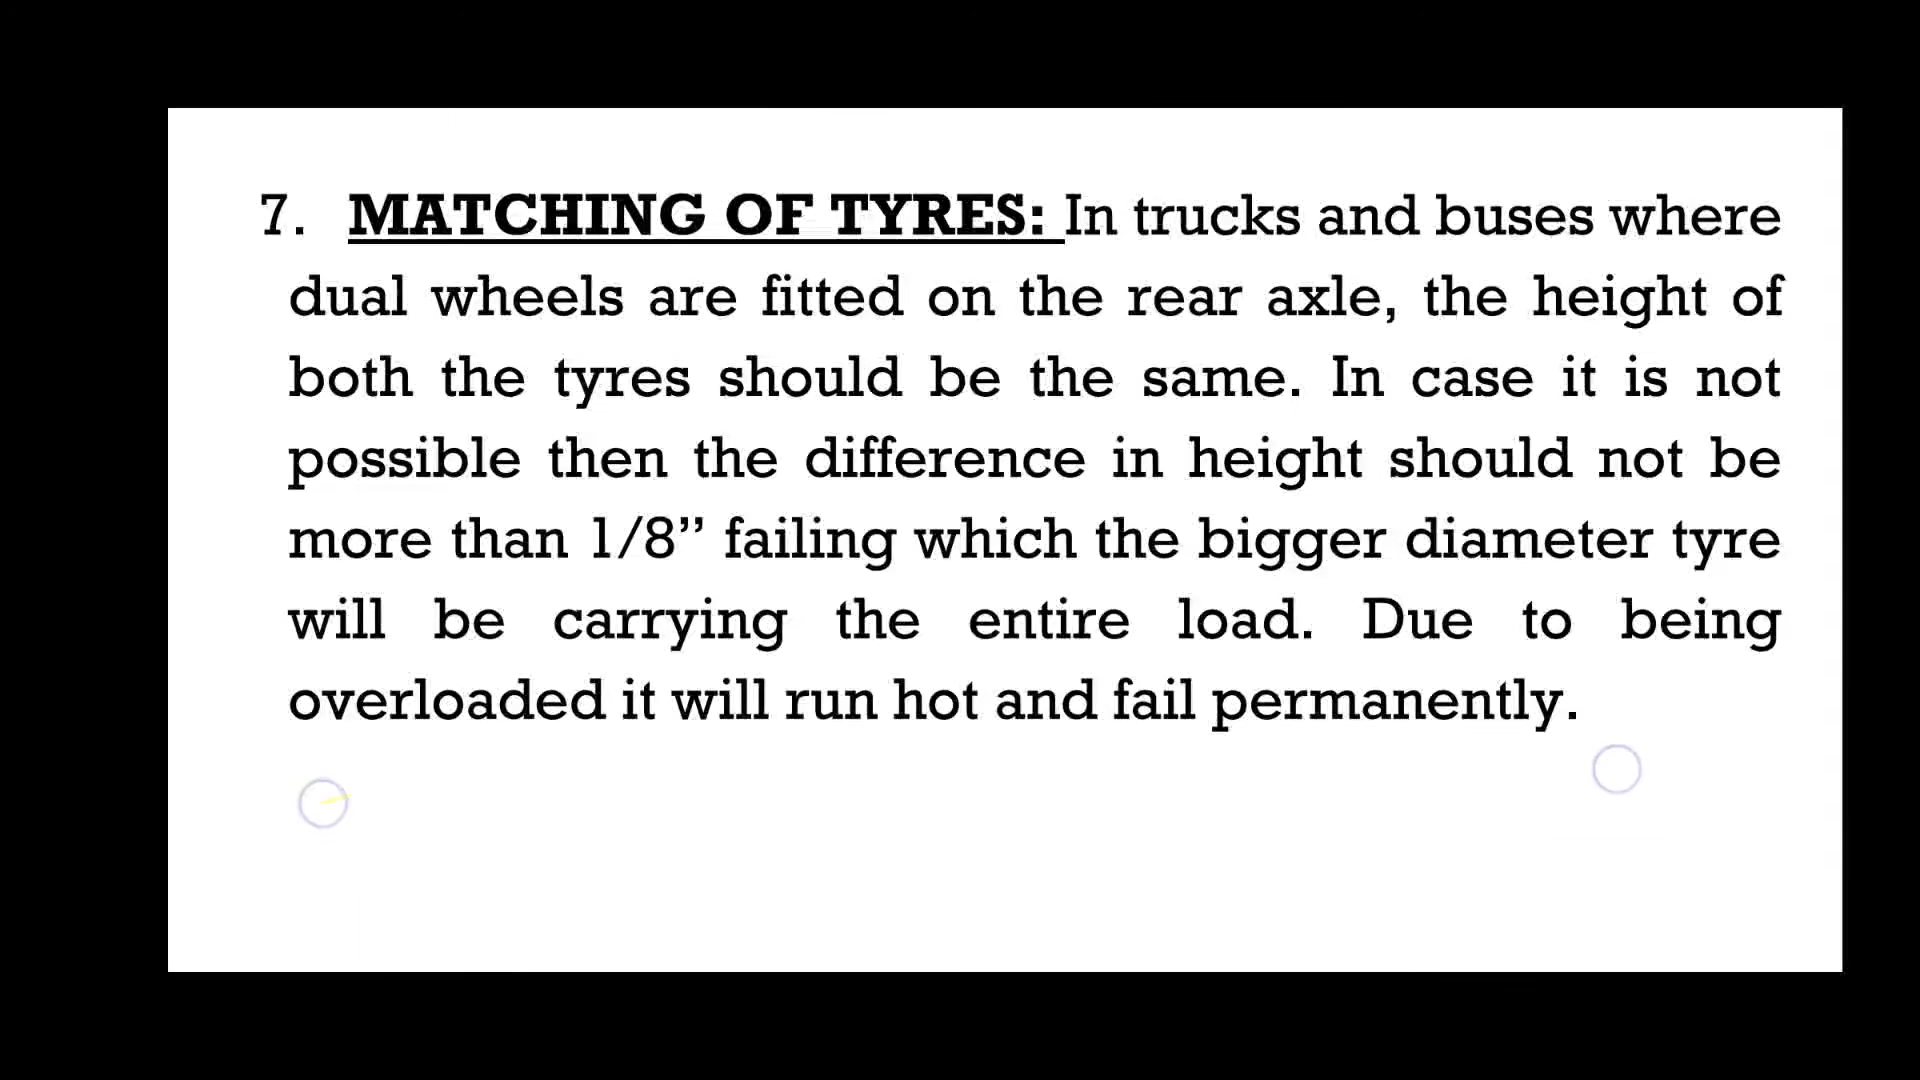 7. MATCHING OF TYRES: In trucks and buses where
dual wheels are fitted on the rear axle, the height of
both the tyres should be the same. In case it is not
possible then the difference in height should not be
more than 1/8” failing which the bigger diameter tyre
will be carrying the entire load. Due to being
overloaded it will run hot and fail permanently.